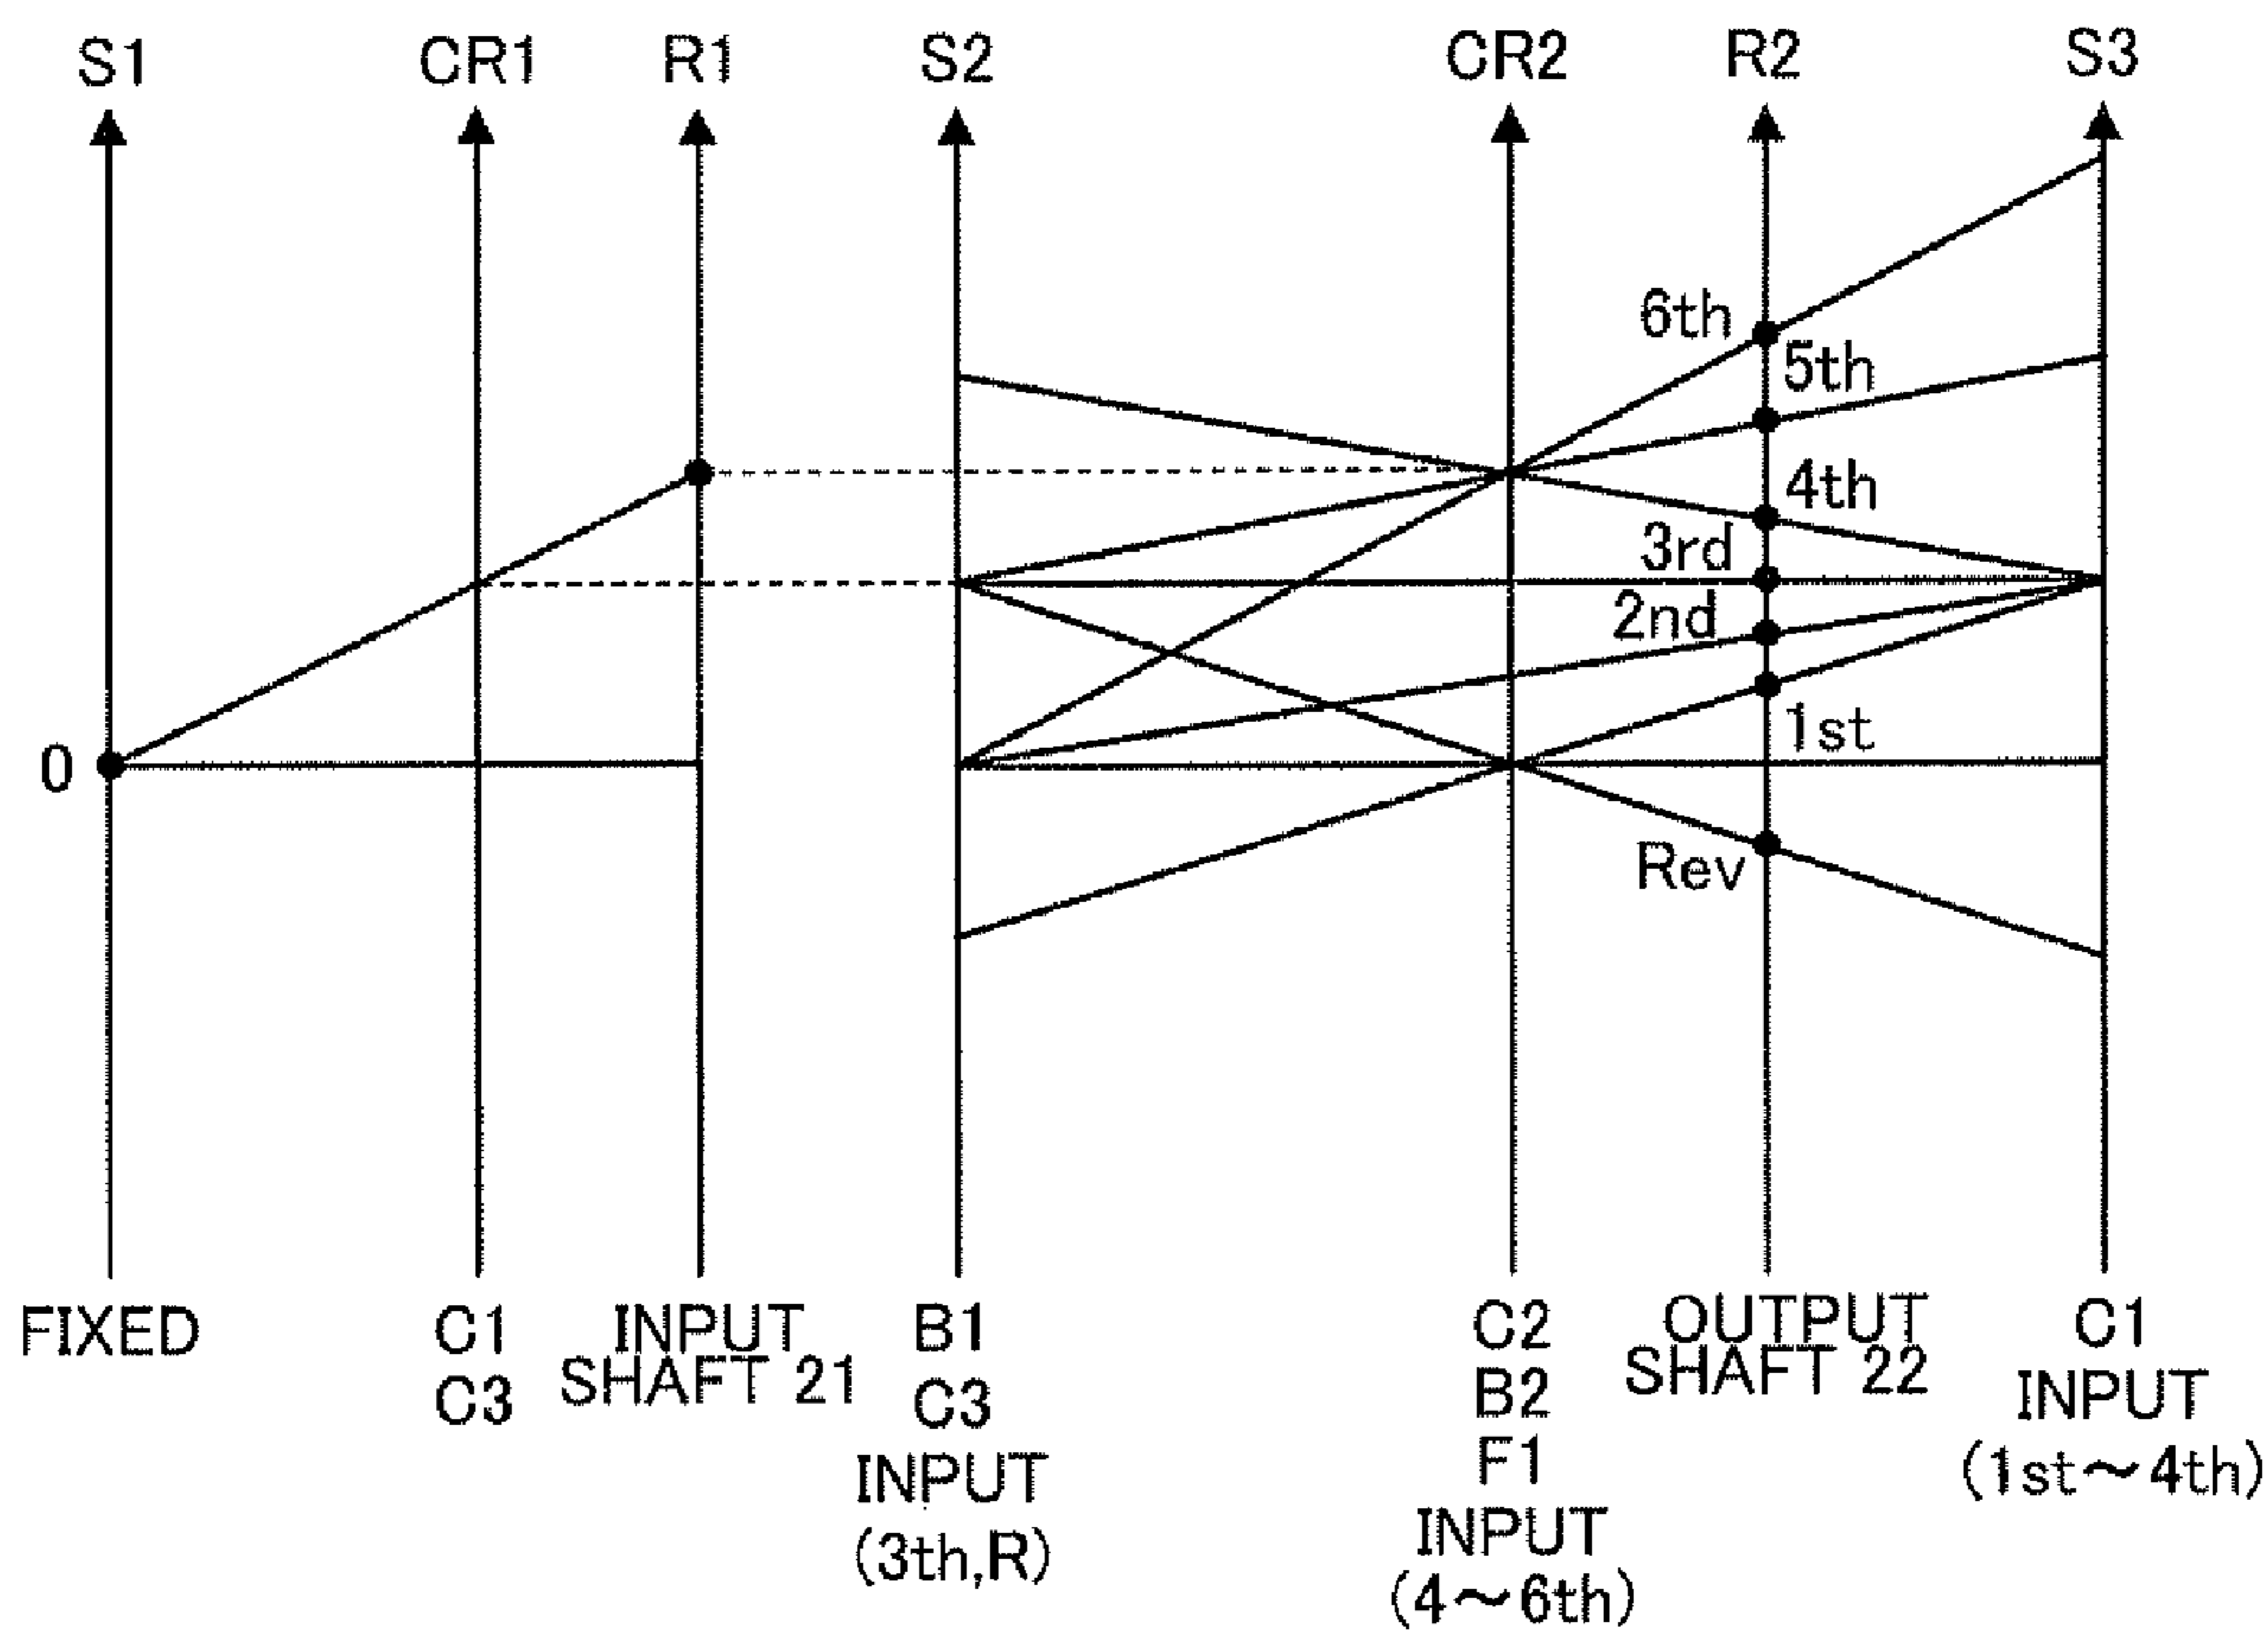 S1
CR1
R1
S2
CR2
R2
S3
6th
5th
4th
3rd
2nd
1st
0
Rev
FIXED
C1
C3
INPUT
SHAFT 21
B1
C3
INPUT
(3th,R)
C2
B2
F1
INPUT
(4〜6th)
OUTPUT
SHAFT 22
C1
INPUT
(1st〜4th)